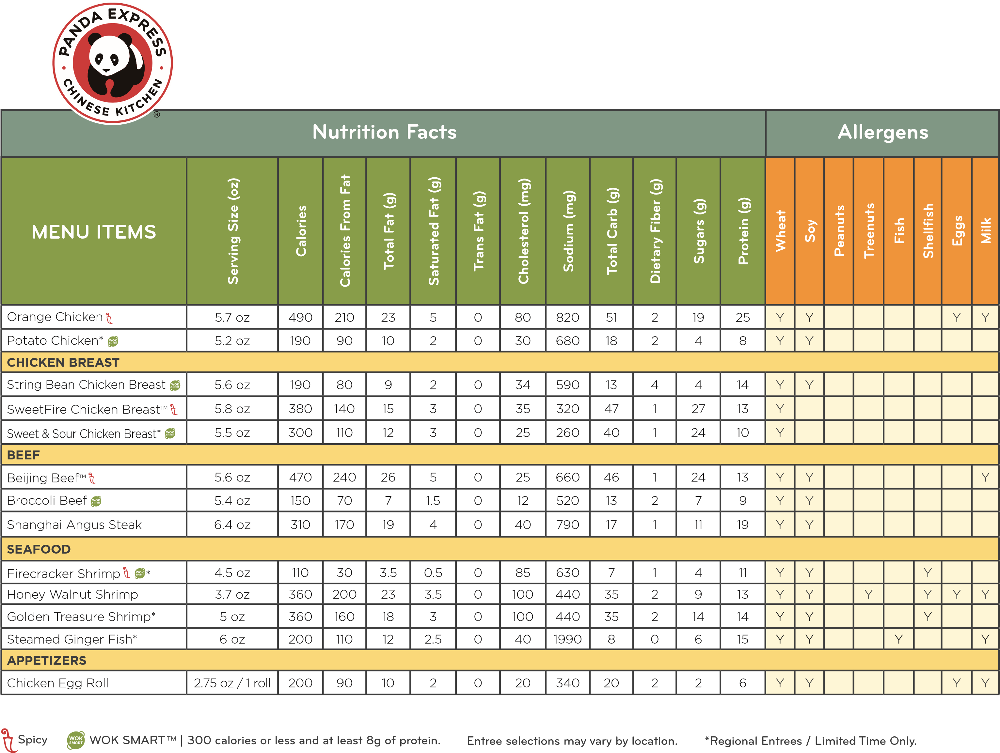 PANDA EXPRESS
CHINESE KITCHEN
®
Nutrition Facts Allergens
MENU ITEMS Serving Size (oz) Calories Calories From Fat Total Fat (g) Saturated Fat (g) Trans Fat (g) Cholesterol (mg) Sodium (mg) Total Carb (g) Dietary Fiber (g) Sugars (g) Protein (g) Wheat Soy Peanuts Treenuts Fish Shellfish Eggs Milk
Orange Chicken 5.7 oz 490 210 23 5 0 80 820 51 2 19 25 Y Y Y Y
Potato Chicken* WOK SMART 5.2 oz 190 90 10 2 0 30 680 18 2 4 8 Y Y
CHICKEN BREAST
String Bean Chicken Breast WOK SMART 5.6 oz 190 80 9 2 0 34 590 13 4 4 14 Y Y
SweetFire Chicken Breast™ 5.8 oz 380 140 15 3 0 35 320 47 1 27 13 Y
Sweet & Sour Chicken Breast* WOK SMART 5.5 oz 300 110 12 3 0 25 260 40 1 24 10 Y
BEEF
Beijing Beef™ 5.6 oz 470 240 26 5 0 25 660 46 1 24 13 Y Y Y
Broccoli Beef WOK SMART 5.4 oz 150 70 7 1.5 0 12 520 13 2 7 9 Y Y
Shanghai Angus Steak 6.4 oz 310 170 19 4 0 40 790 17 1 11 19 Y Y
SEAFOOD
Firecracker Shrimp WOK SMART * 4.5 oz 110 30 3.5 0.5 0 85 630 7 1 4 11 Y Y Y
Honey Walnut Shrimp 3.7 oz 360 200 23 3.5 0 100 440 35 2 9 13 Y Y Y Y Y Y
Golden Treasure Shrimp* 5 oz 360 160 18 3 0 100 440 35 2 14 14 Y Y Y
Steamed Ginger Fish* 6 oz 200 110 12 2.5 0 40 1990 8 0 6 15 Y Y Y Y
APPETIZERS
Chicken Egg Roll 2.75 oz / 1 roll 200 90 10 2 0 20 340 20 2 2 6 Y Y Y Y
Spicy WOK SMART WOK SMART™ | 300 calories or less and at least 8g of protein. Entree selections may vary by location. *Regional Entrees / Limited Time Only.